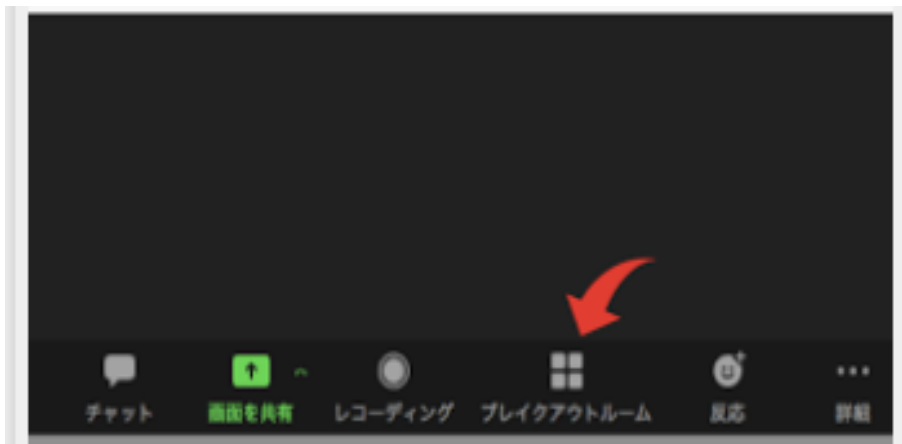 チャット
画面を共有
レコーディング
ブレイクアウトルーム
反応
詳細